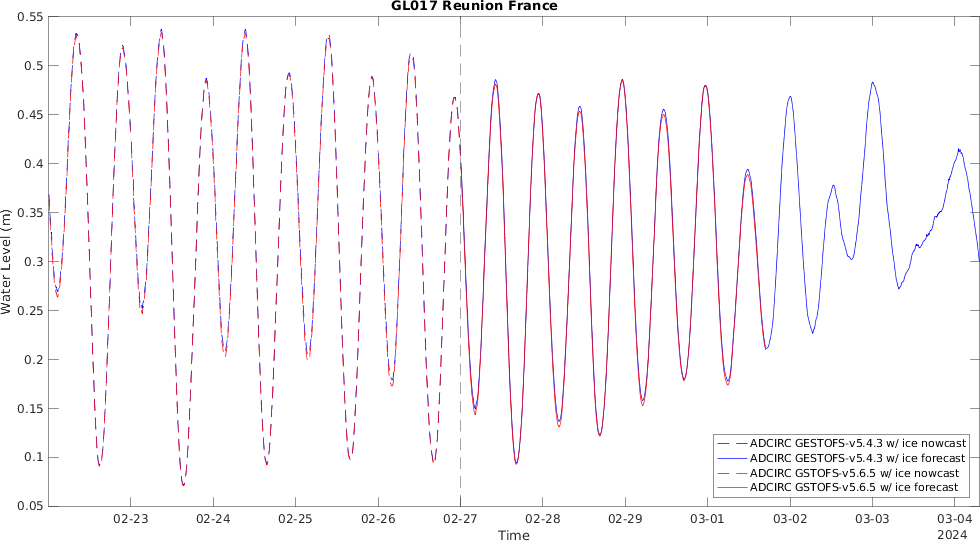 GL017 Reunion France
0.55
0.5
0.45
0.4
0.35
0.3
0.25
0.2
0.15
0.1
0.05
Water Level (m)
ADCIRC GESTOFS-v5.4.3 w/ ice nowcast
ADCIRC GESTOFS-v5.4.3 w/ ice forecast
ADCIRC GSTOFS-v5.6.5 w/ ice nowcast
ADCIRC GSTOFS-v5.6.5 w/ ice forecast
02-23 02-24 02-25 02-26 02-27 02-28 02-29 03-01 03-02 03-03 03-04
Time
2024